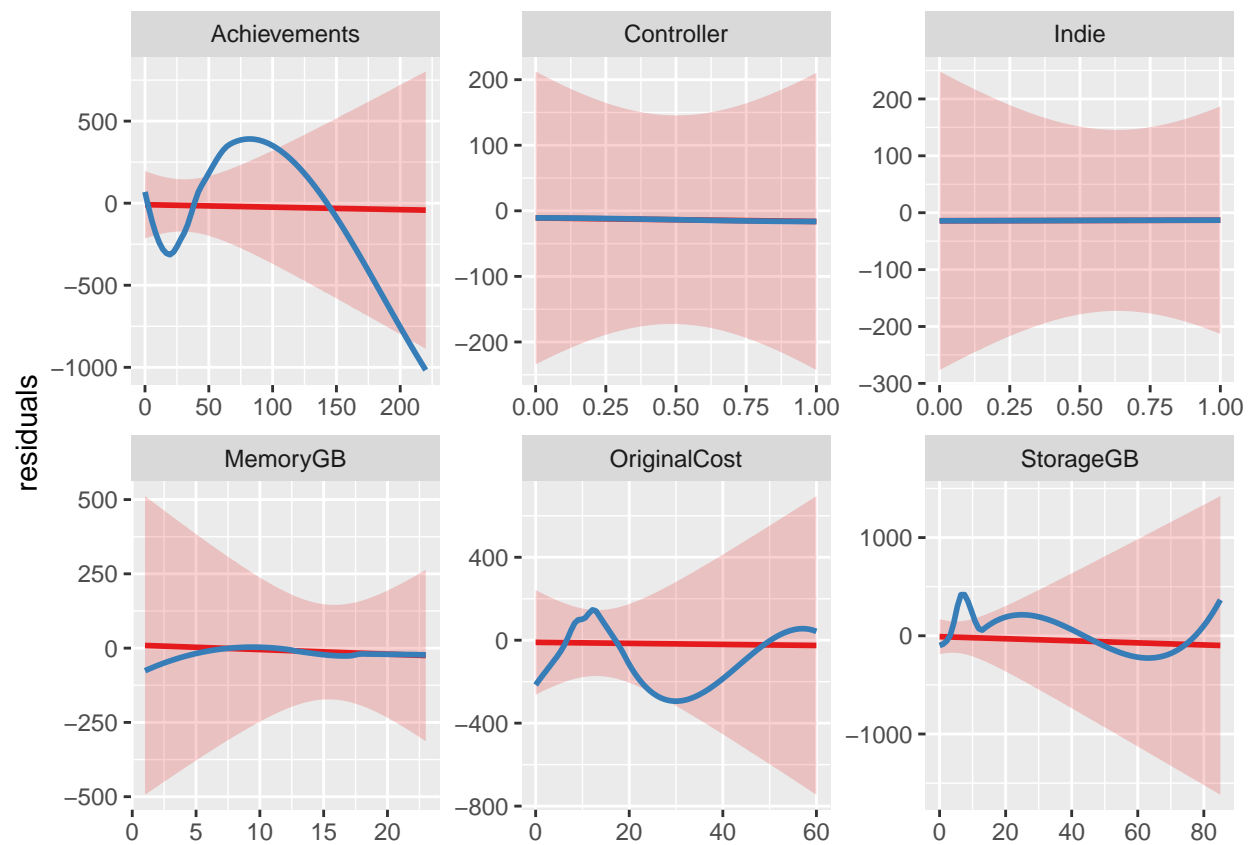 Achievements
Controller
Indie
500
0
−500
−1000
200
100
0
−100
−200
200
100
0
−100
−200
−300
0 50 100 150 200
0.00 0.25 0.50 0.75 1.00
0.00 0.25 0.50 0.75 1.00
residuals
MemoryGB
OriginalCost
StorageGB
500
250
0
−250
−500
400
0
−400
−800
1000
0
−1000
0 5 10 15 20
0 20 40 60
0 20 40 60 80